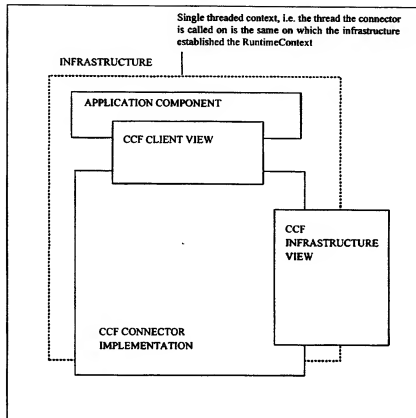 Single threaded context, i.e. the thread the connector
is called on is the same on which the infrastructure
established the RuntimeContext
INFRASTRUCTURE
APPLICATION COMPONENT
CCF CLIENT VIEW
CCF
INFRASTRUCTURE
VIEW
CCF CONNECTOR
IMPLEMENTATION